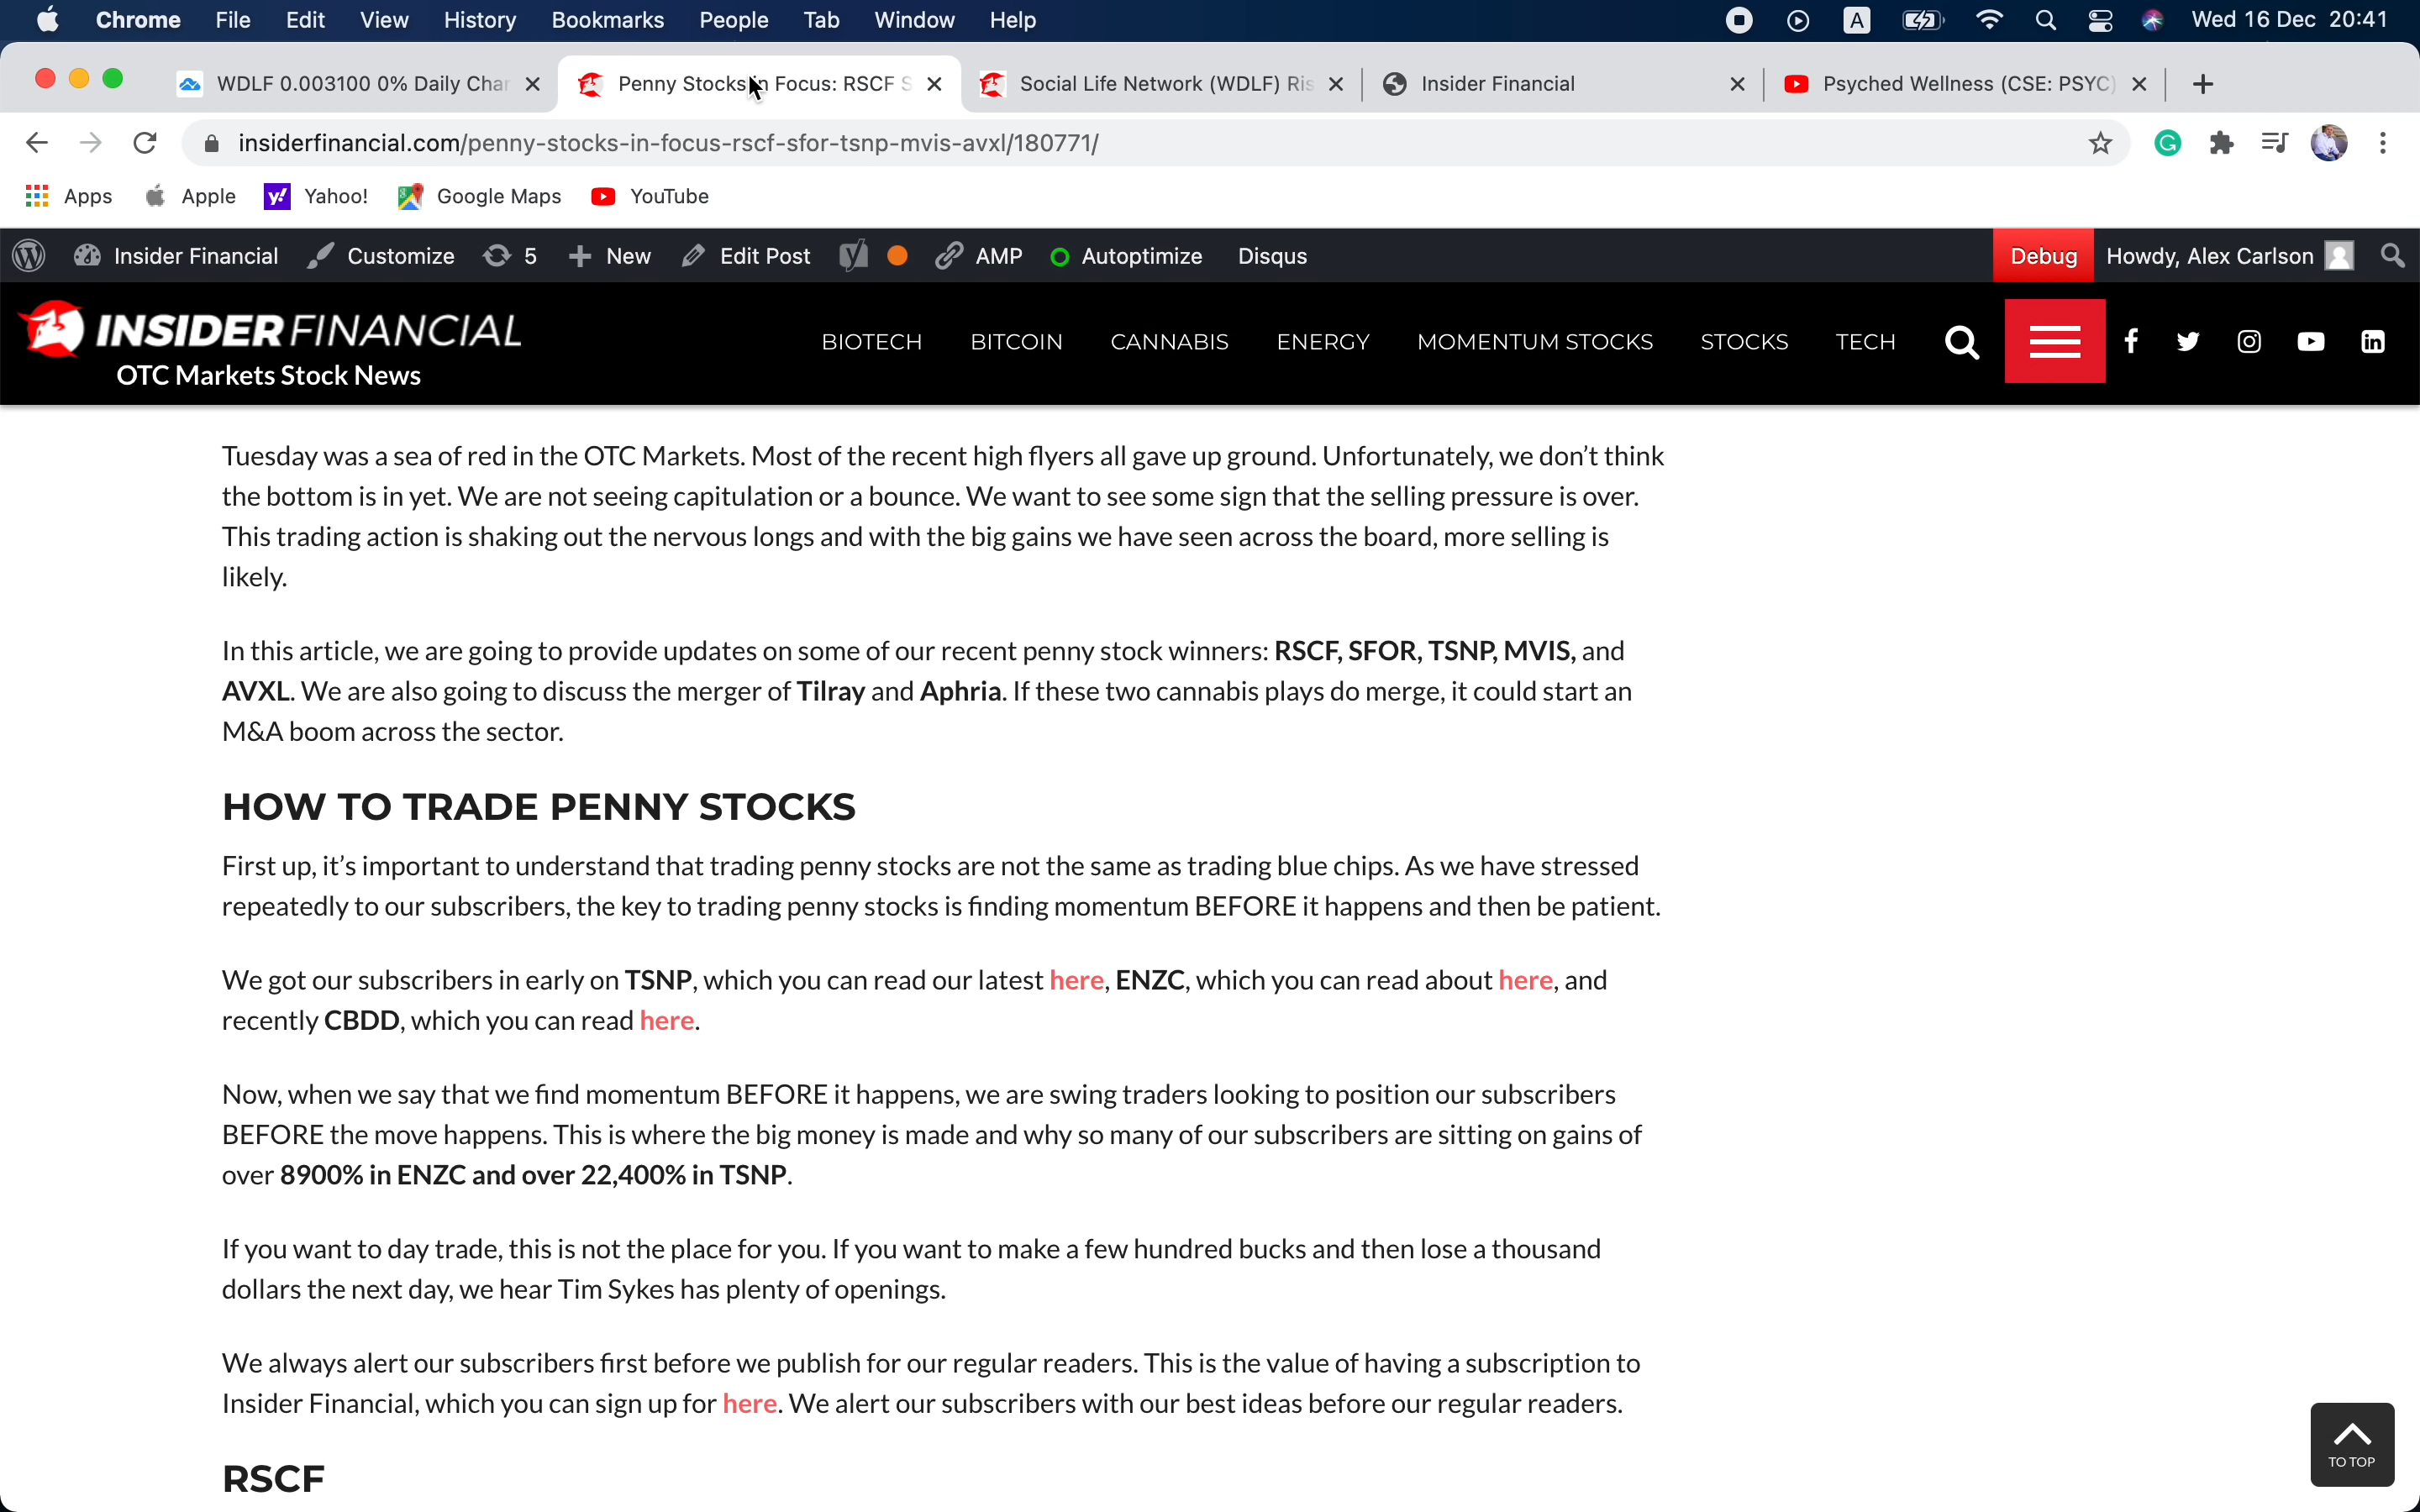 Chrome File Edit View History Bookmarks People Tab Window Help A Wed 16 Dec 20:41
WDLF 0.003100 0% Daily Char Penny Stocks in Focus: RSCF S Social Life Network (WDLF) Ris Insider Financial Psyched Wellness (CSE: PSYC)
insiderfinancial.com/penny-stocks-in-focus-rscf-sfor-tsnp-mvis-avxl/180771/
Apps Apple Yahoo! Google Maps YouTube
Insider Financial Customize 5 New Edit Post AMP Autoptimize Disqus Debug Howdy, Alex Carlson
INSIDER FINANCIAL
OTC Markets Stock News
BIOTECH BITCOIN CANNABIS ENERGY MOMENTUM STOCKS STOCKS TECH
Tuesday was a sea of red in the OTC Markets. Most of the recent high flyers all gave up ground. Unfortunately, we don’t think
the bottom is in yet. We are not seeing capitulation or a bounce. We want to see some sign that the selling pressure is over.
This trading action is shaking out the nervous longs and with the big gains we have seen across the board, more selling is
likely.
In this article, we are going to provide updates on some of our recent penny stock winners: RSCF, SFOR, TSNP, MVIS, and
AVXL. We are also going to discuss the merger of Tilray and Aphria. If these two cannabis plays do merge, it could start an
M&A boom across the sector.
HOW TO TRADE PENNY STOCKS
First up, it’s important to understand that trading penny stocks are not the same as trading blue chips. As we have stressed
repeatedly to our subscribers, the key to trading penny stocks is finding momentum BEFORE it happens and then be patient.
We got our subscribers in early on TSNP, which you can read our latest here, ENZC, which you can read about here, and
recently CBDD, which you can read here.
Now, when we say that we find momentum BEFORE it happens, we are swing traders looking to position our subscribers
BEFORE the move happens. This is where the big money is made and why so many of our subscribers are sitting on gains of
over 8900% in ENZC and over 22,400% in TSNP.
If you want to day trade, this is not the place for you. If you want to make a few hundred bucks and then lose a thousand
dollars the next day, we hear Tim Sykes has plenty of openings.
We always alert our subscribers first before we publish for our regular readers. This is the value of having a subscription to
Insider Financial, which you can sign up for here. We alert our subscribers with our best ideas before our regular readers.
TO TOP
RSCF